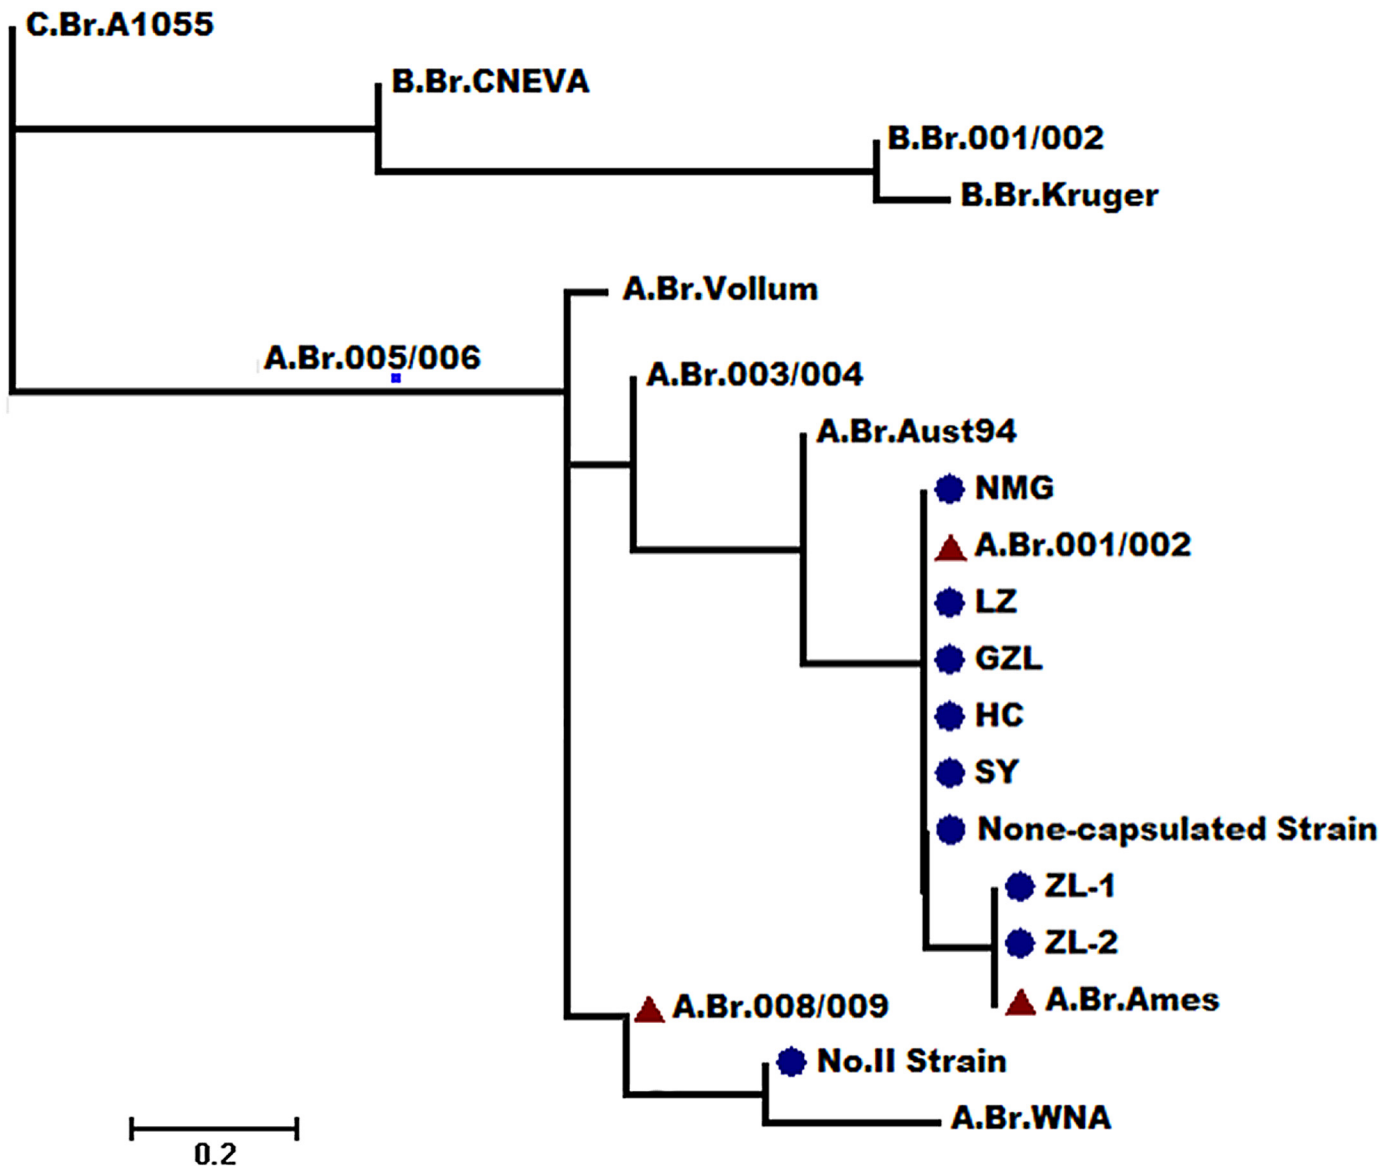 C.Br.A1055
B.Br.CNEVA
B.Br.001/002
B.Br.Kruger
A.Br.Vollum
A.Br.005/006
A.Br.003/004
A.Br.Aust94
NMG
A.Br.001/002
LZ
GZL
HC
SY
None-capsulated Strain
ZL-1
ZL-2
A.Br.Ames
A.Br.008/009
No.II Strain
A.Br.WNA
0.2